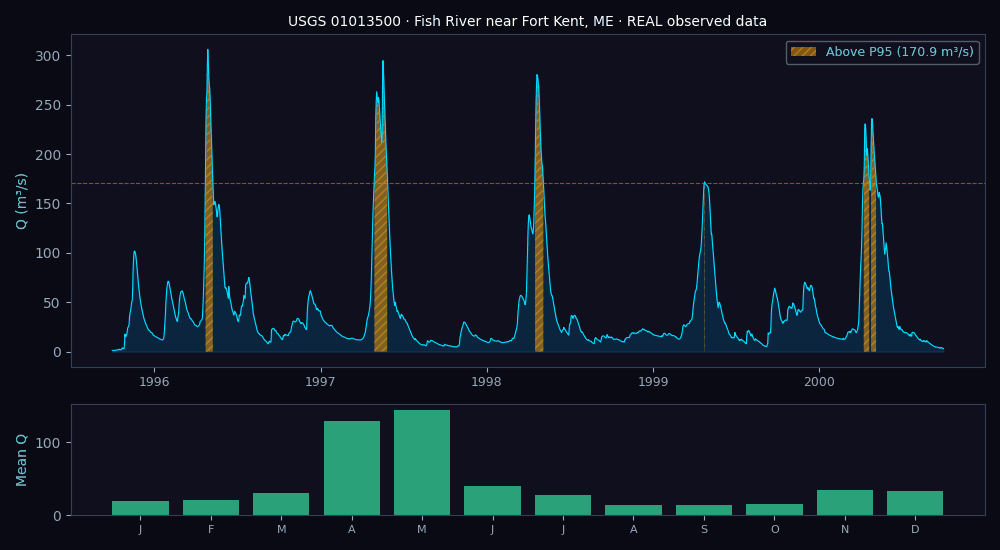 USGS 01013500 · Fish River near Fort Kent, ME · REAL observed data
Above P95 (170.9 m³/s)
Q (m³/s)
300
250
200
150
100
50
0
1996 1997 1998 1999 2000
Mean Q
100
0
J F M A M J J A S O N D